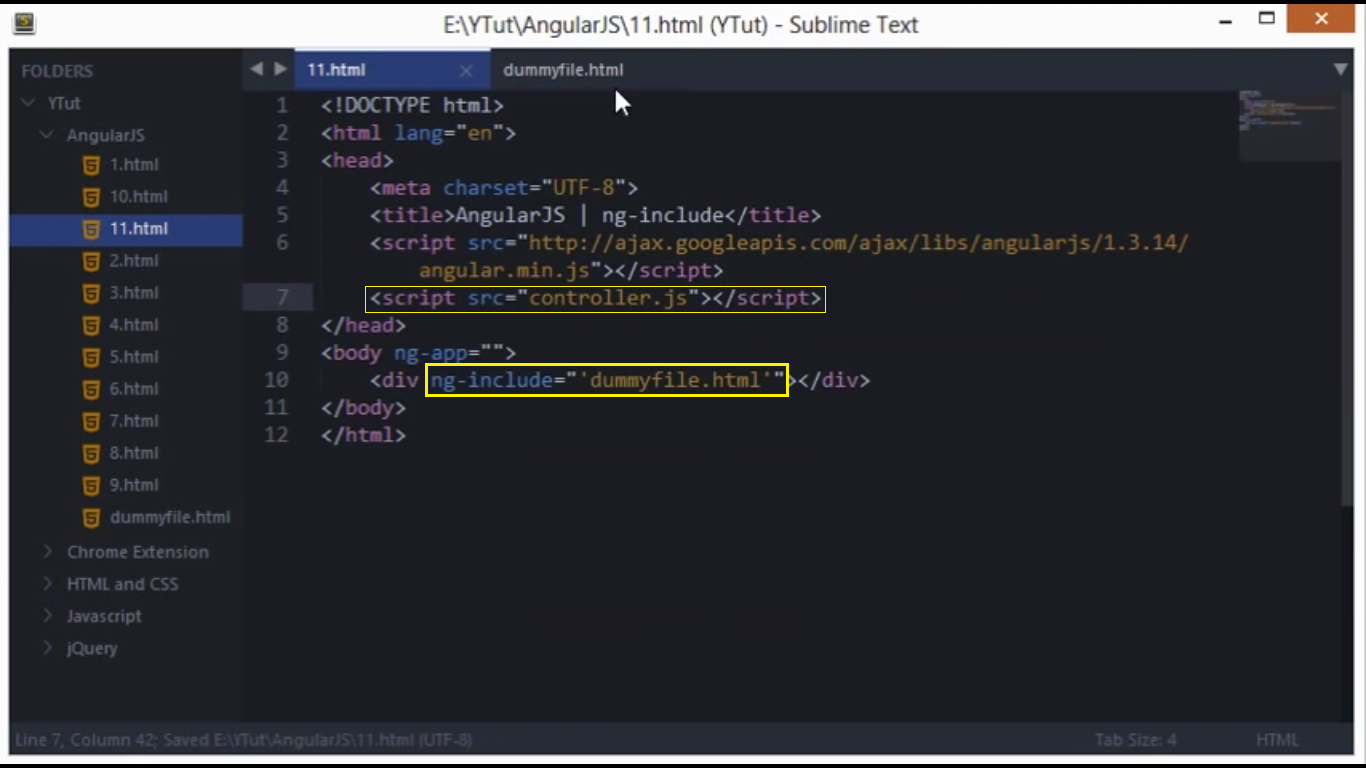 E:\YTut\AngularJS\11.html (YTut) - Sublime Text
FOLDERS
YTut
AngularJS
1.html
10.html
11.html
2.html
3.html
4.html
5.html
6.html
7.html
8.html
9.html
dummyfile.html
Chrome Extension
HTML and CSS
Javascript
jQuery
11.html
dummyfile.html
1 <!DOCTYPE html>
2 <html lang="en">
3 <head>
4 <meta charset="UTF-8">
5 <title>AngularJS | ng-include</title>
6 <script src="http://ajax.googleapis.com/ajax/libs/angularjs/1.3.14/
angular.min.js"></script>
7 <script src="controller.js"></script>
8 </head>
9 <body ng-app="">
10 <div ng-include="'dummyfile.html'"></div>
11 </body>
12 </html>
Line 7, Column 42; Saved E:\YTut\AngularJS\11.html (UTF-8)
Tab Size: 4
HTML